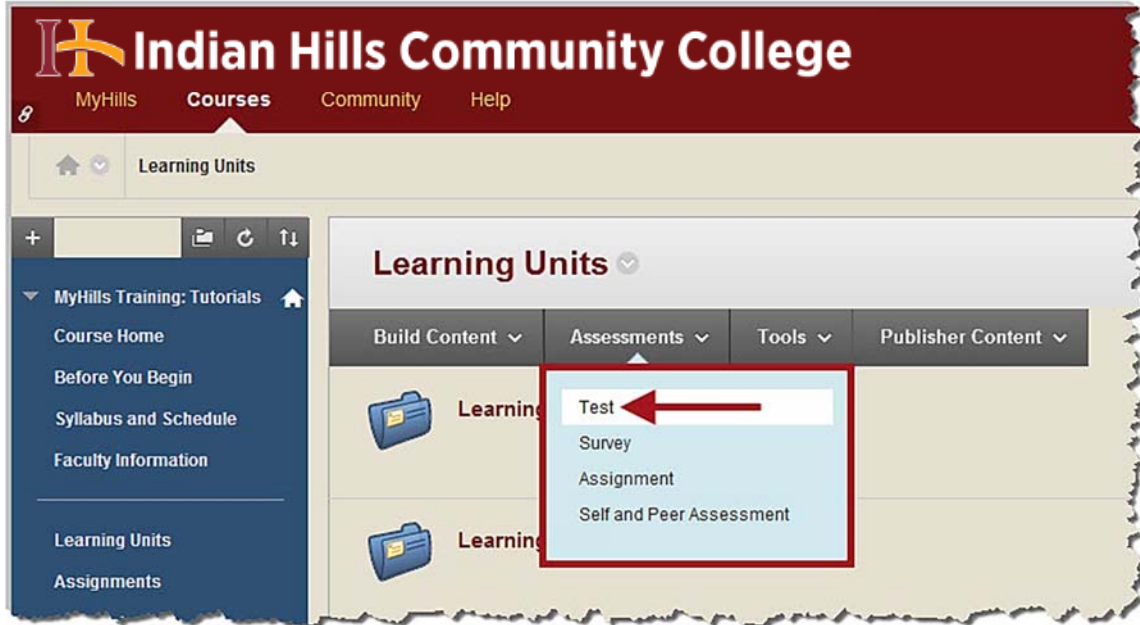 Indian Hills Community College
MyHills Courses Community Help
Learning Units
Learning Units
MyHills Training: Tutorials
Course Home
Before You Begin
Syllabus and Schedule
Faculty Information
Learning Units
Assignments
Build Content Assessments Tools Publisher Content
Learning
Test
Survey
Assignment
Self and Peer Assessment
Learning